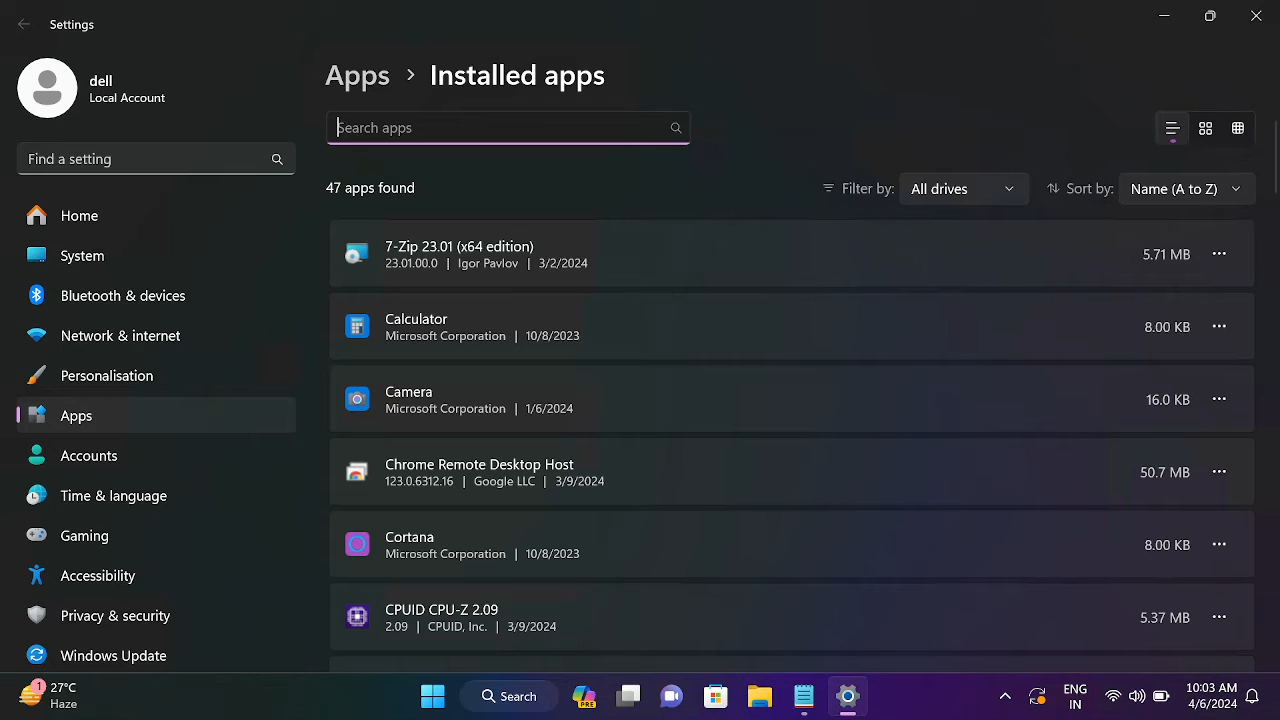 Settings
dell
Local Account
Find a setting
Home
System
Bluetooth & devices
Network & internet
Personalisation
Apps
Accounts
Time & language
Gaming
Accessibility
Privacy & security
Windows Update
Apps > Installed apps
Search apps
47 apps found
Filter by: All drives
Sort by: Name (A to Z)
7-Zip 23.01 (x64 edition)
23.01.00.0 | Igor Pavlov | 3/2/2024
5.71 MB
Calculator
Microsoft Corporation | 10/8/2023
8.00 KB
Camera
Microsoft Corporation | 1/6/2024
16.0 KB
Chrome Remote Desktop Host
123.0.6312.16 | Google LLC | 3/9/2024
50.7 MB
Cortana
Microsoft Corporation | 10/8/2023
8.00 KB
CPUID CPU-Z 2.09
2.09 | CPUID, Inc. | 3/9/2024
5.37 MB
1
27°C
Haze
Search
PRE
ENG
IN
10:03 AM
4/6/2024